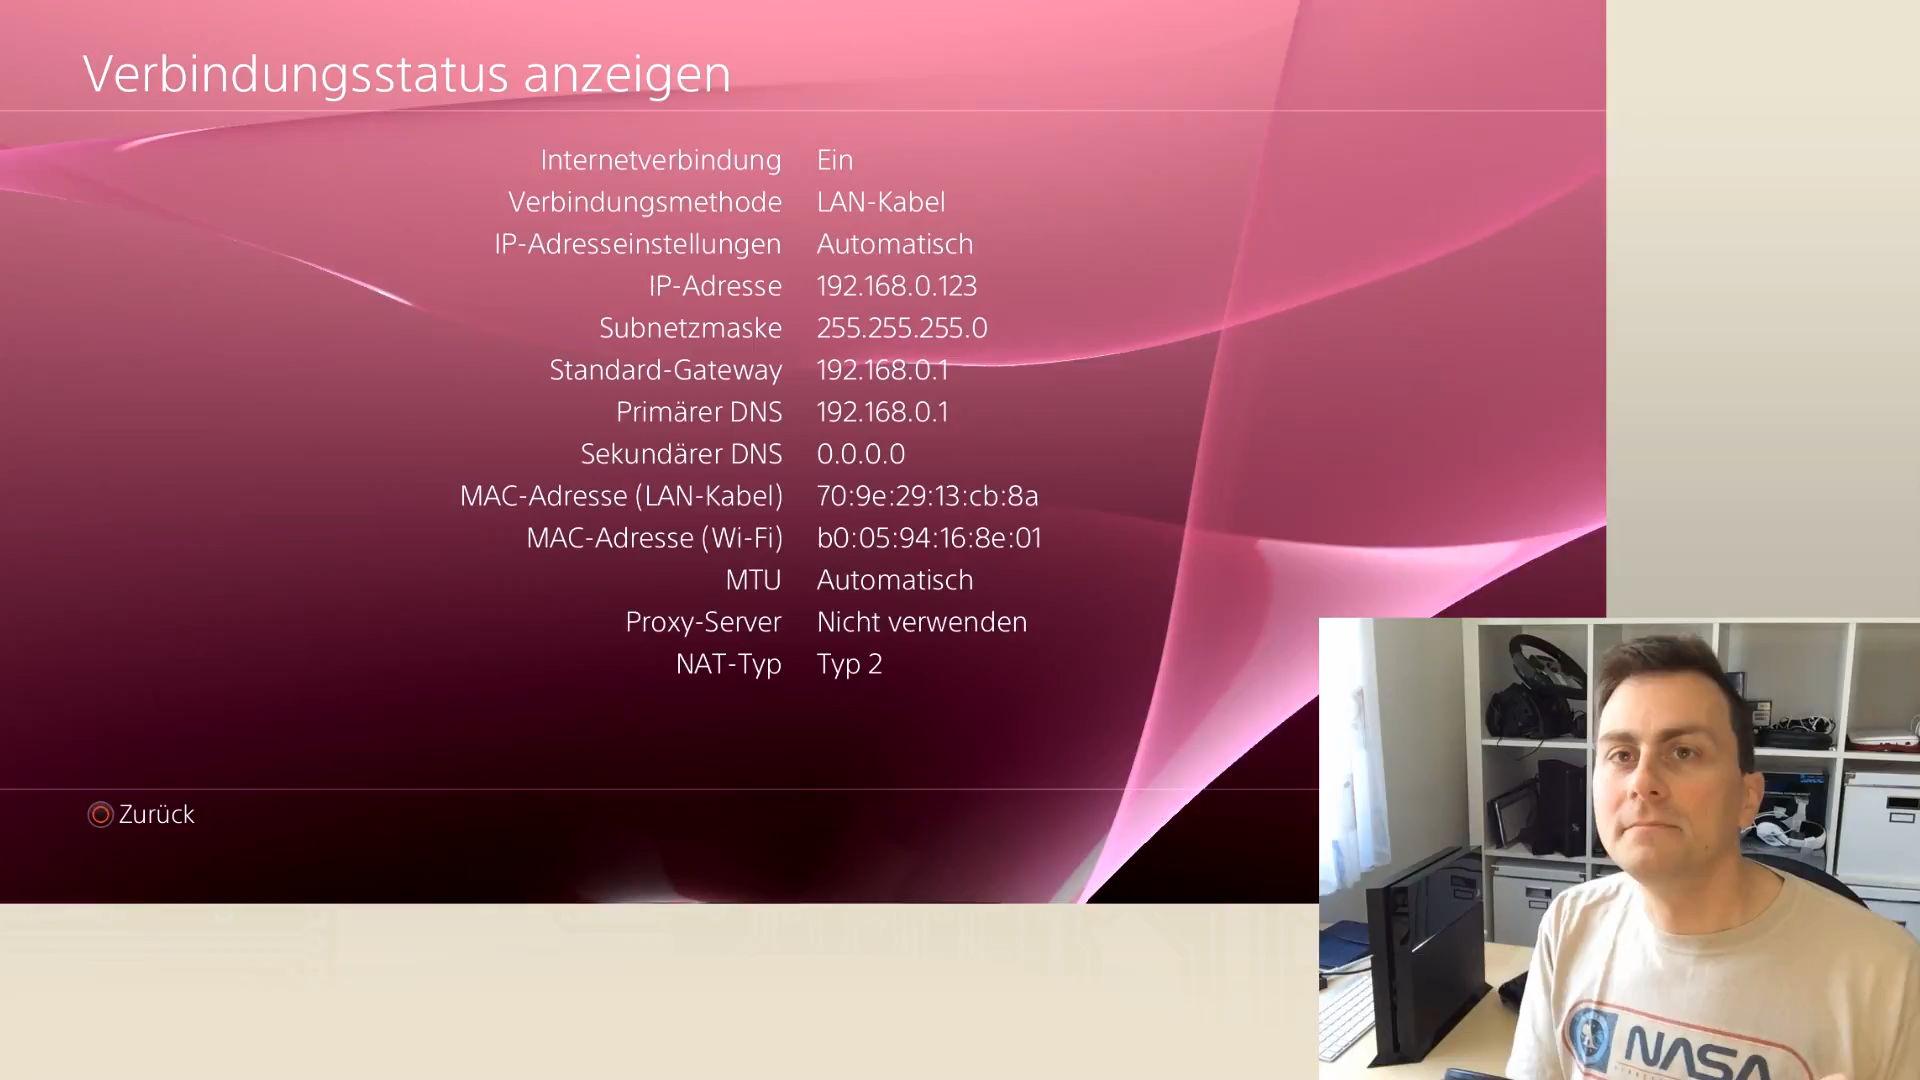 Verbindungsstatus anzeigen
Internetverbindung Ein
Verbindungsmethode LAN-Kabel
IP-Adresseinstellungen Automatisch
IP-Adresse 192.168.0.123
Subnetzmaske 255.255.255.0
Standard-Gateway 192.168.0.1
Primärer DNS 192.168.0.1
Sekundärer DNS 0.0.0.0
MAC-Adresse (LAN-Kabel) 70:9e:29:13:cb:8a
MAC-Adresse (Wi-Fi) b0:05:94:16:8e:01
MTU Automatisch
Proxy-Server Nicht verwenden
NAT-Typ Typ 2
Zurück
NASA